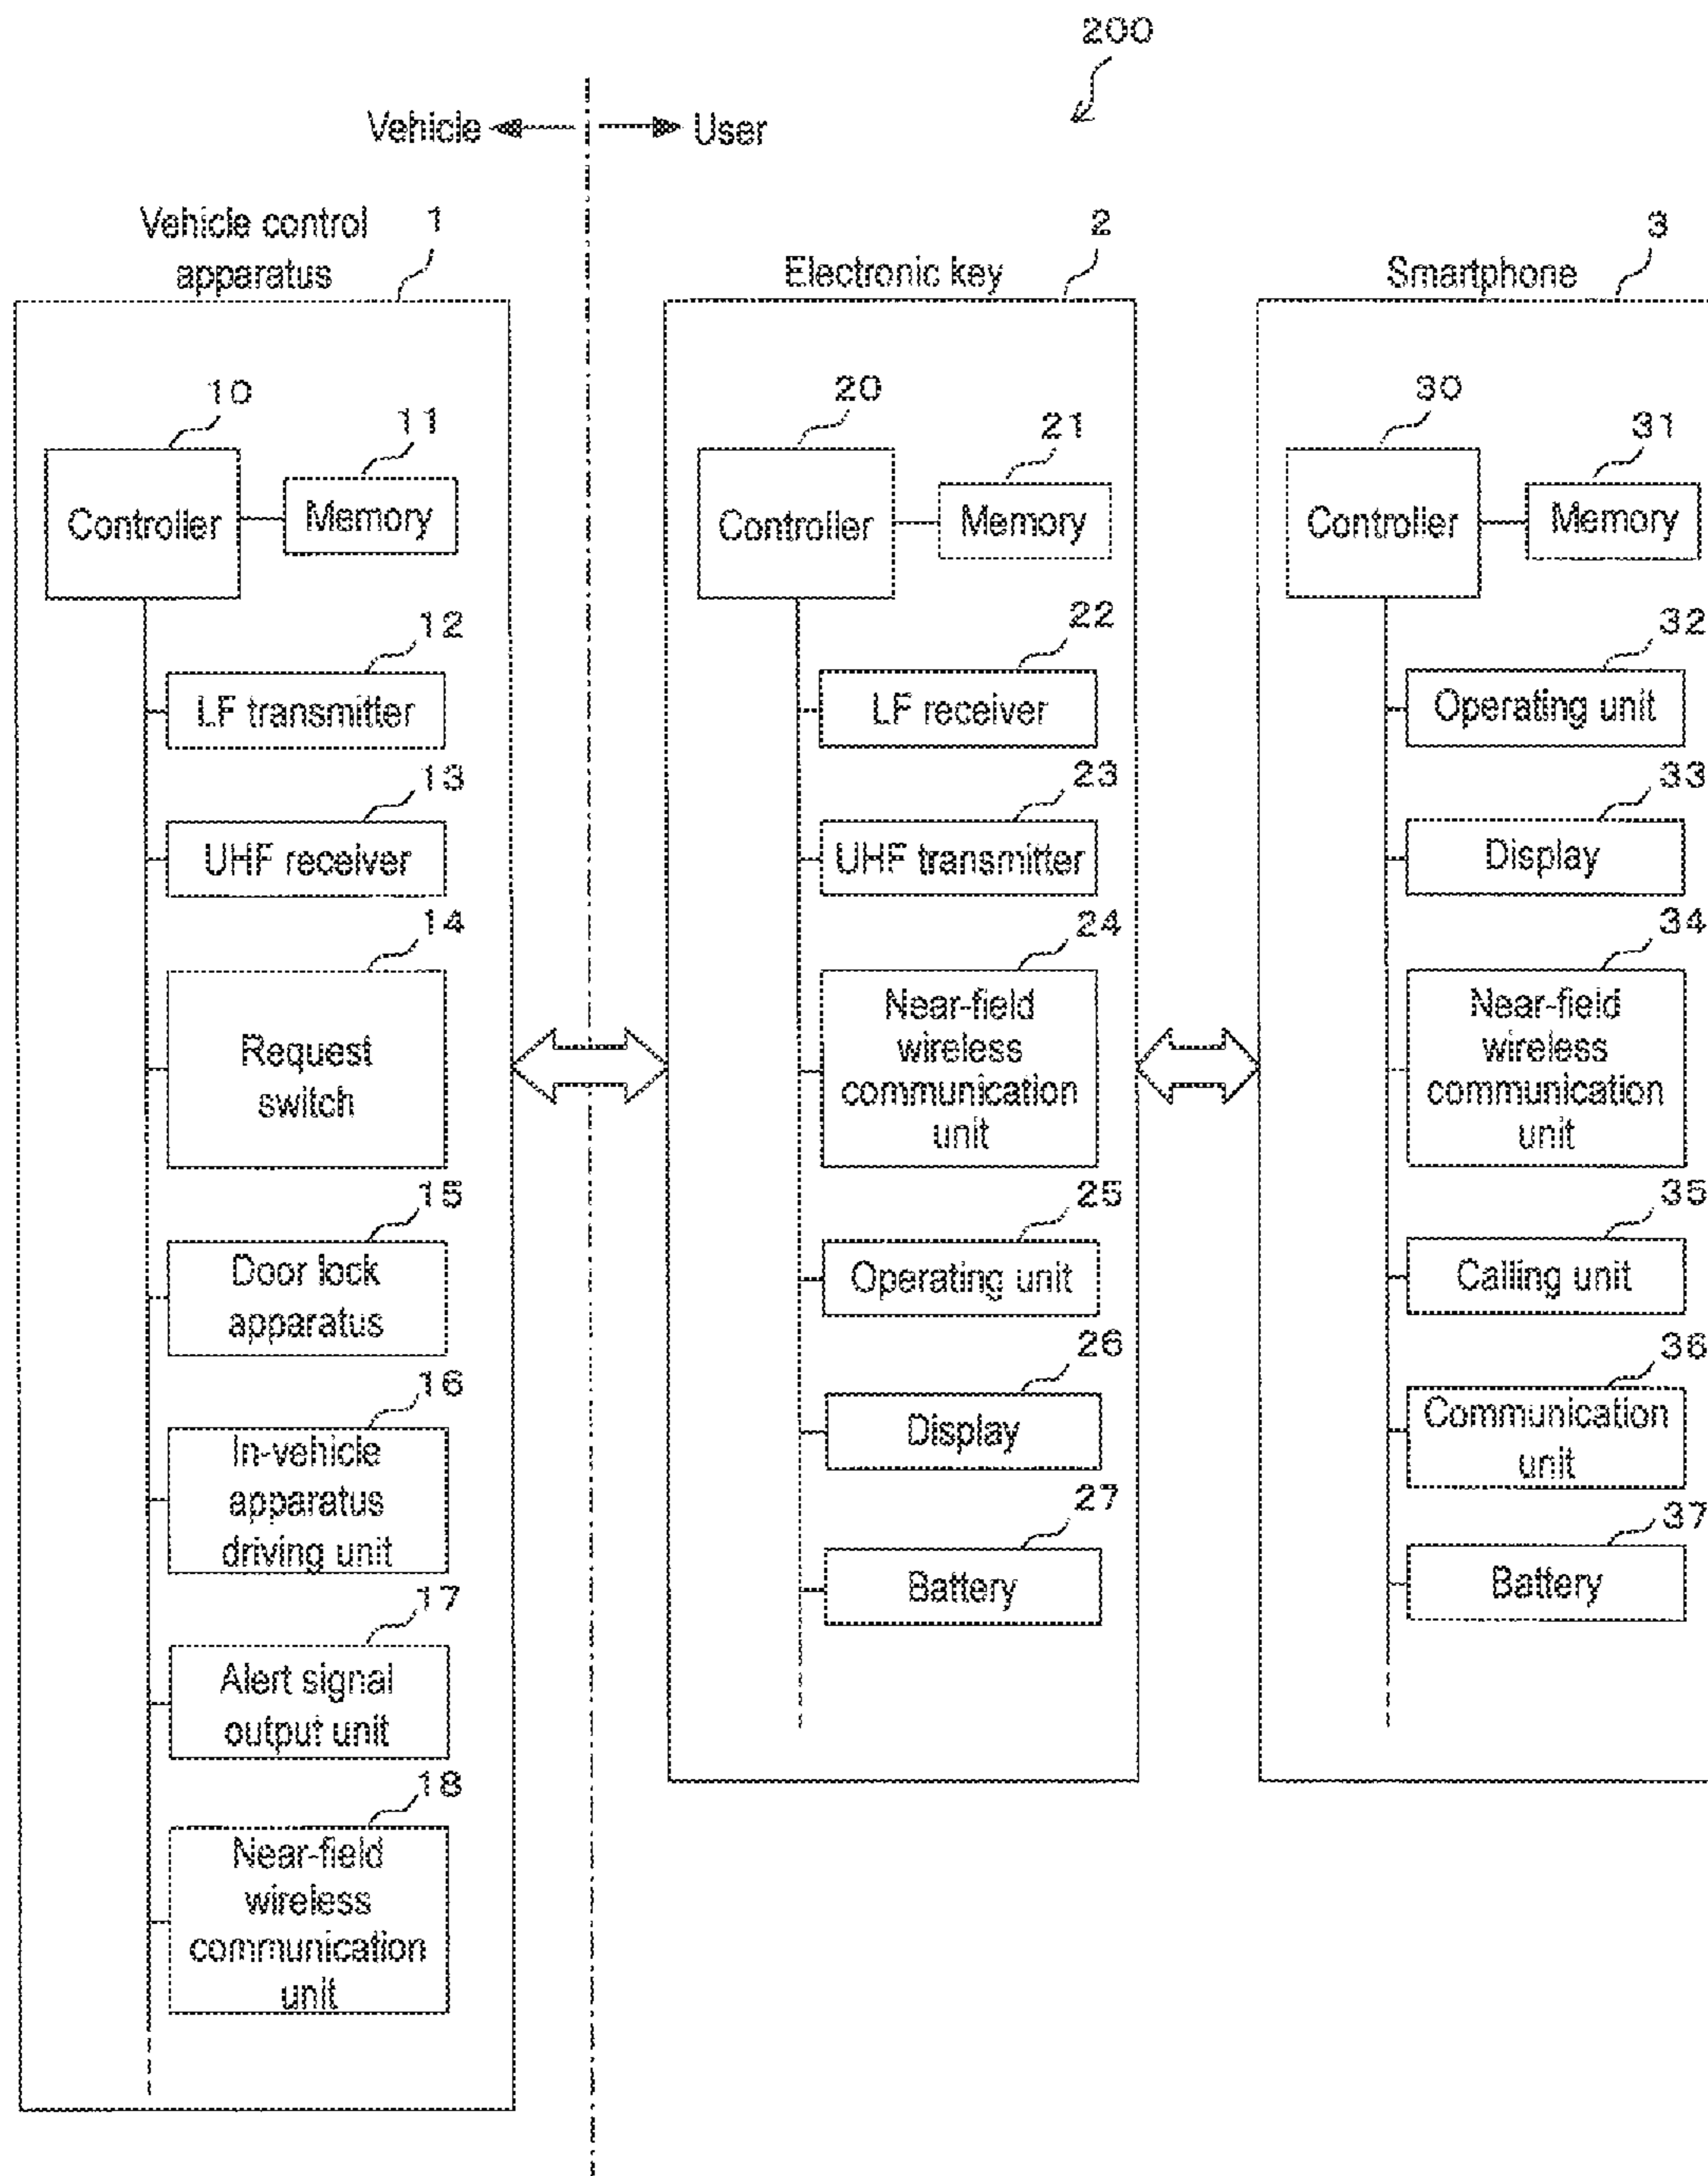 200
Vehicle
User
Vehicle control
apparatus
1
10
11
Controller
Memory
12
LF transmitter
13
UHF receiver
14
Request
switch
15
Door lock
apparatus
16
In-vehicle
apparatus
driving unit
17
Alert signal
output unit
18
Near-field
wireless
communication
unit
Electronic key
2
20
21
Controller
Memory
22
LF receiver
23
UHF transmitter
24
Near-field
wireless
communication
unit
25
Operating unit
26
Display
27
Battery
Smartphone
3
30
31
Controller
Memory
32
Operating unit
33
Display
34
Near-field
wireless
communication
unit
35
Calling unit
36
Communication
unit
37
Battery